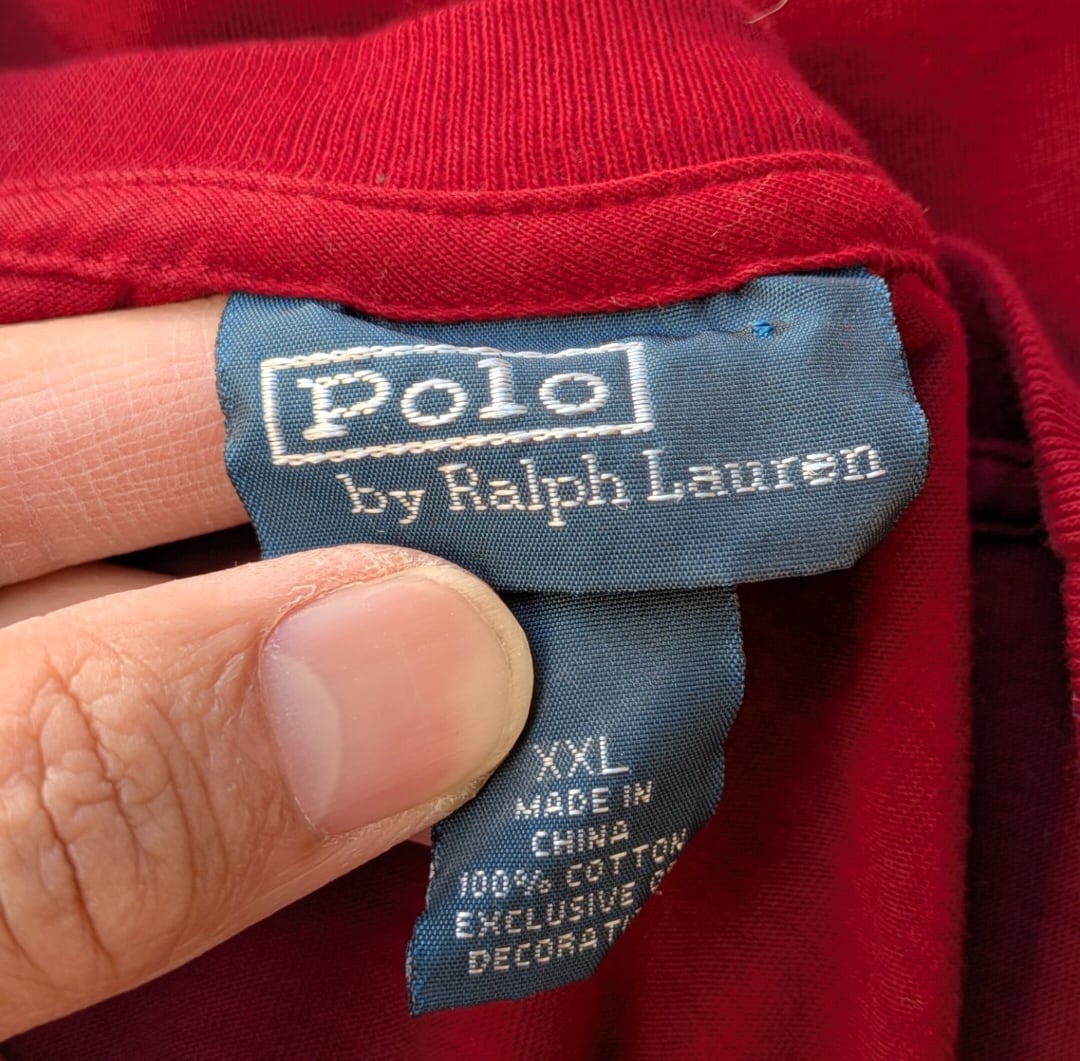 Polo
by Ralph Lauren
XXL
MADE IN
CHINA
100% COTTON
EXCLUSIVE